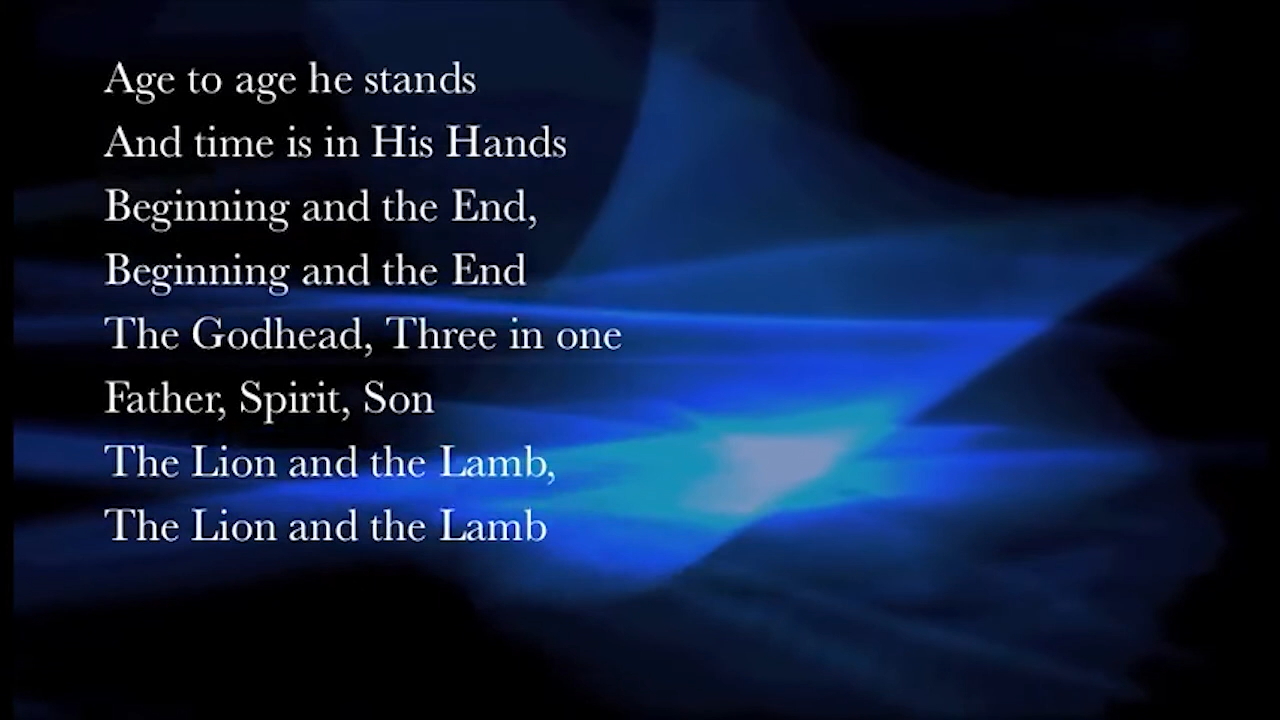 Age to age he stands
And time is in His Hands
Beginning and the End,
Beginning and the End
The Godhead, Three in one
Father, Spirit, Son
The Lion and the Lamb,
The Lion and the Lamb